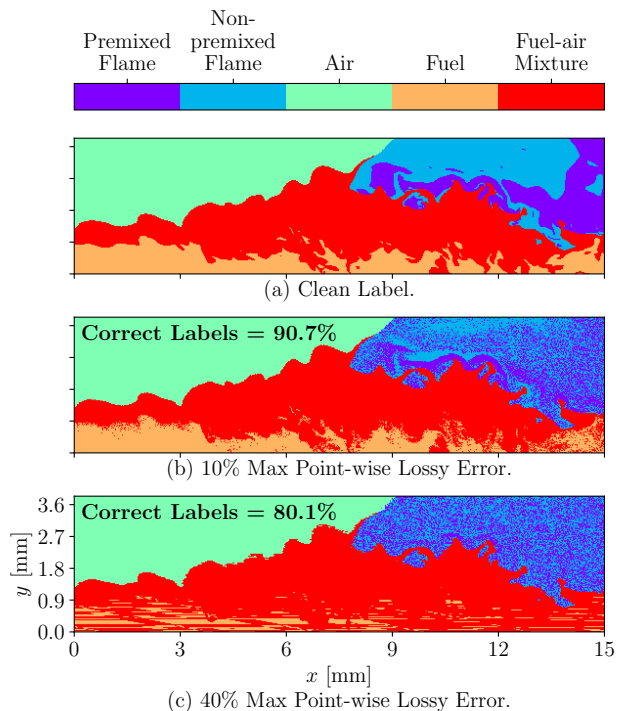 Premixed Flame
Non-premixed Flame
Air
Fuel
Fuel-air Mixture
(a) Clean Label.
Correct Labels = 90.7%
(b) 10% Max Point-wise Lossy Error.
Correct Labels = 80.1%
3.6
2.7
1.8
0.9
0.0
y [mm]
0 3 6 9 12 15
x [mm]
(c) 40% Max Point-wise Lossy Error.